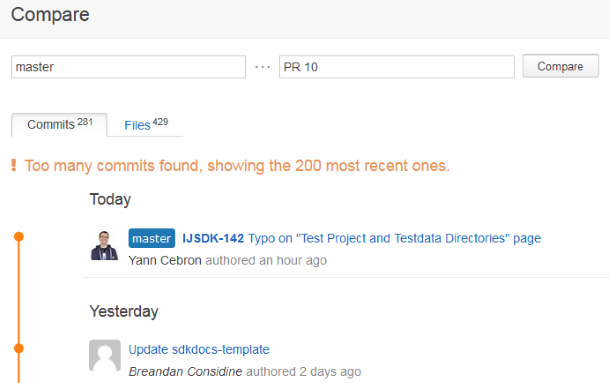 Compare
master ... PR 10 Compare
Commits 281 Files 429
! Too many commits found, showing the 200 most recent ones.
Today
master IJSDK-142 Typo on "Test Project and Testdata Directories" page
Yann Cebron authored an hour ago
Yesterday
Update sdkdocs-template
Breandan Considine authored 2 days ago